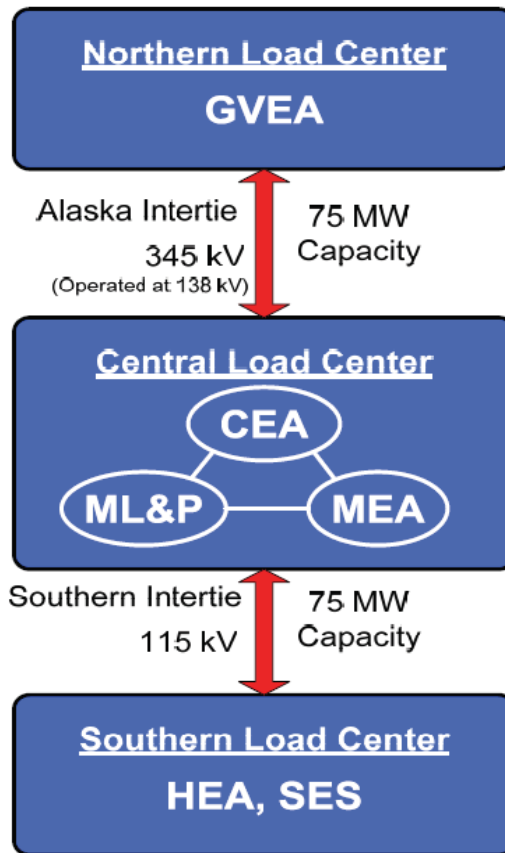 Northern Load Center
GVEA
Alaska Intertie
345 kV
(Operated at 138 kV)
75 MW
Capacity
Central Load Center
CEA
ML&P
MEA
Southern Intertie
115 kV
75 MW
Capacity
Southern Load Center
HEA, SES